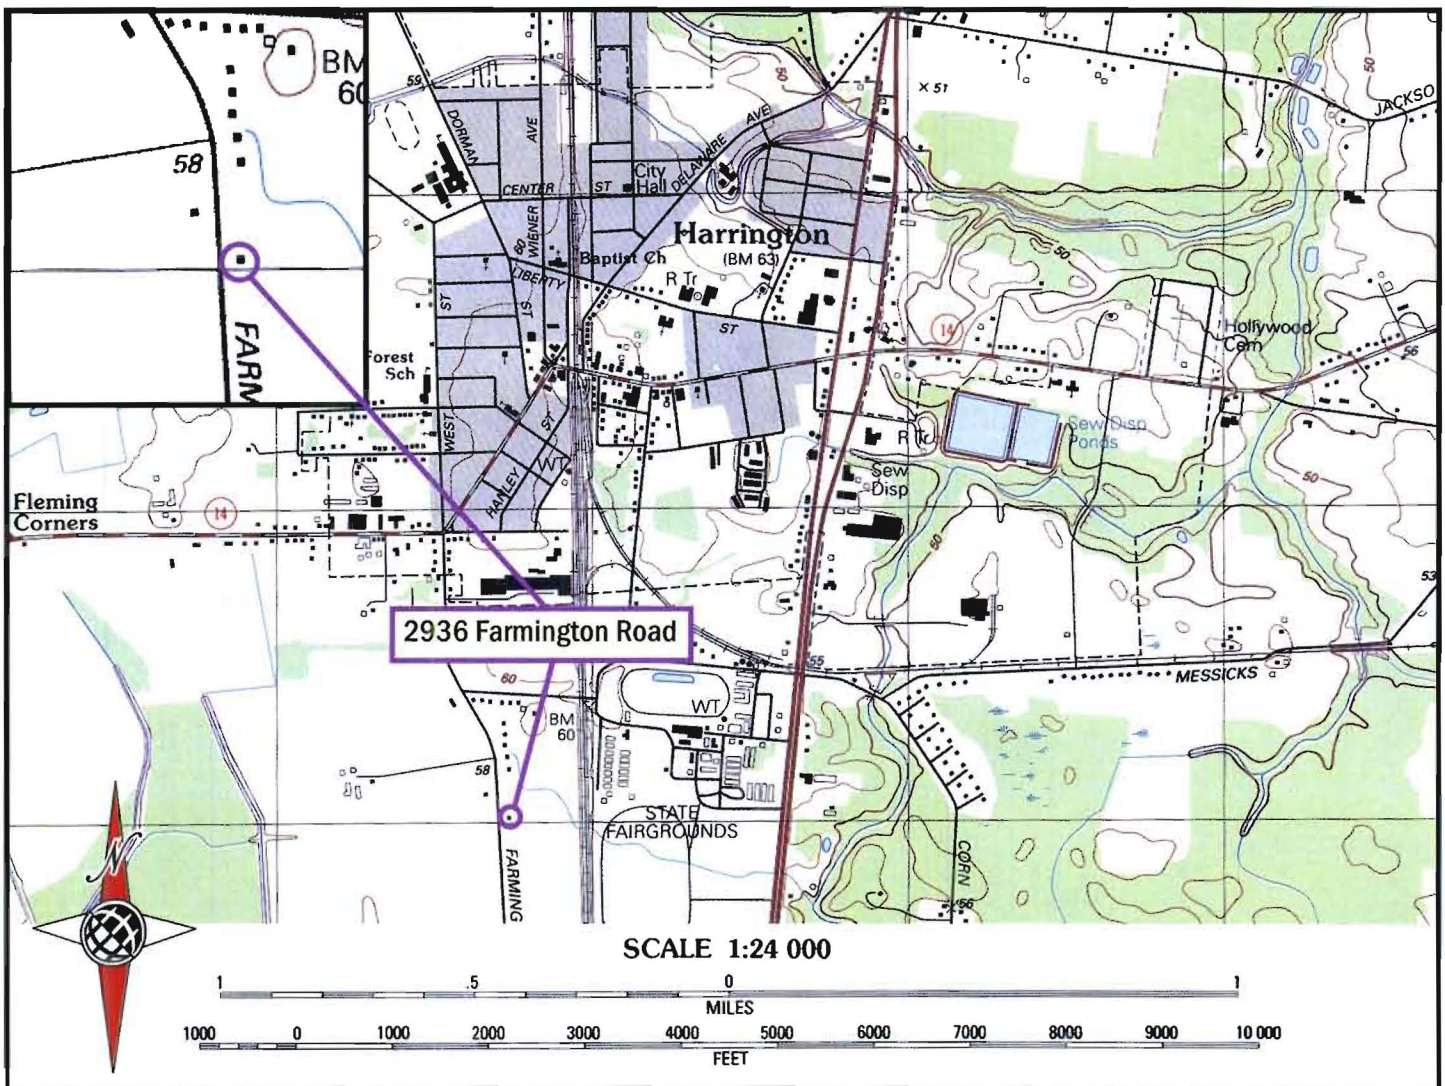 BM
60
58
FARM
59
DORMAN
AVE
CENTER
ST
City
Hall
DELAWARE
AVE
50
51
50
JACKSO
WIENER
60
Harrington
(BM 63)
Baptist Ch
LIBERTY
ST
R Tr
ST
ST
50
14
Hollywood
Cem
56
Forest
Sch
WEST
ST
HANLEY
WT
R Tr
Sew Disp
Ponds
Sew
Disp
50
50
Fleming
Corners
14
53
2936 Farmington Road
55
MESSICKS
60
BM
60
WT
58
STATE
FAIRGROUNDS
FARMING
CORN
56
N
SCALE 1:24 000
1 .5 0 1
MILES
1000 0 1000 2000 3000 4000 5000 6000 7000 8000 9000 10 000
FEET